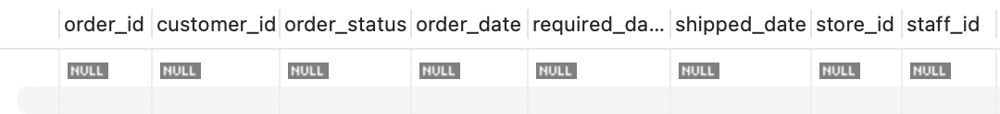 order_id customer_id order_status order_date required_da... shipped_date store_id staff_id
NULL NULL NULL NULL NULL NULL NULL NULL